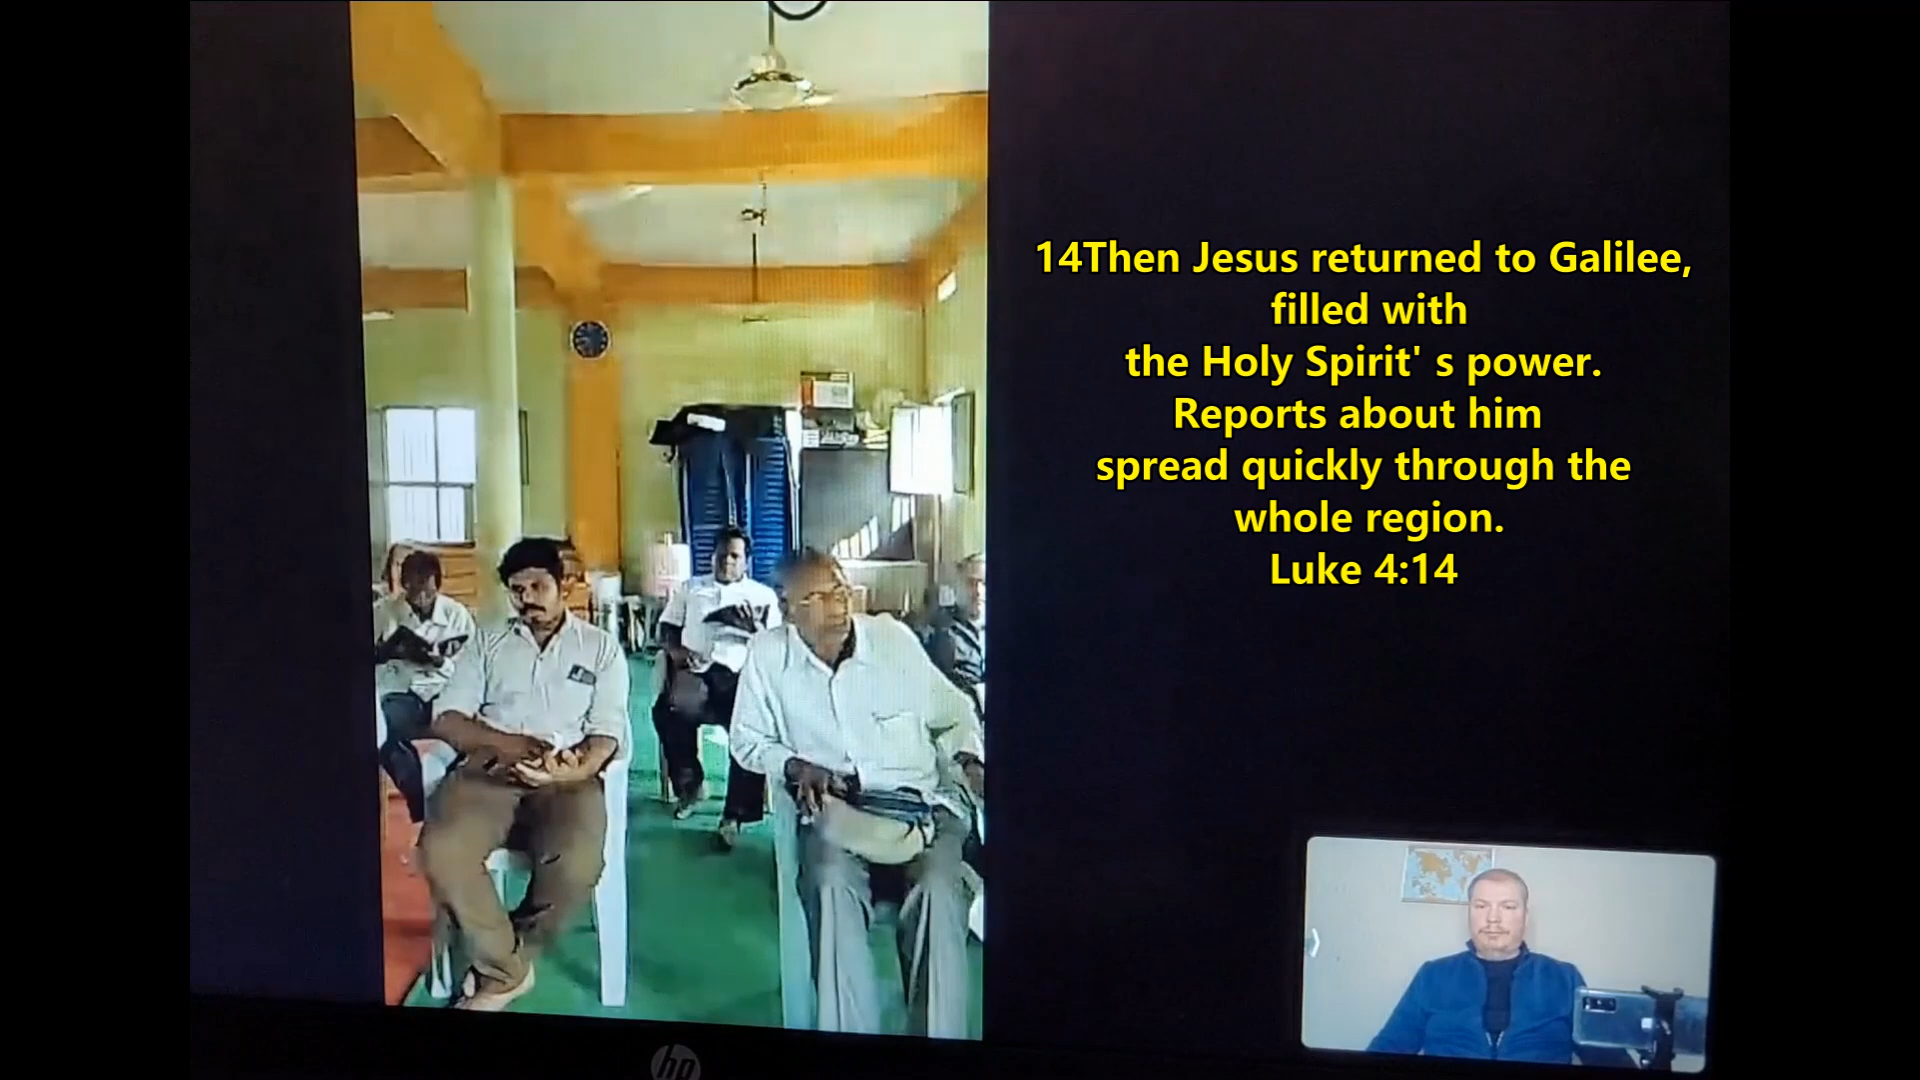 14Then Jesus returned to Galilee,
filled with
the Holy Spirit' s power.
Reports about him
spread quickly through the
whole region.
Luke 4:14
hp